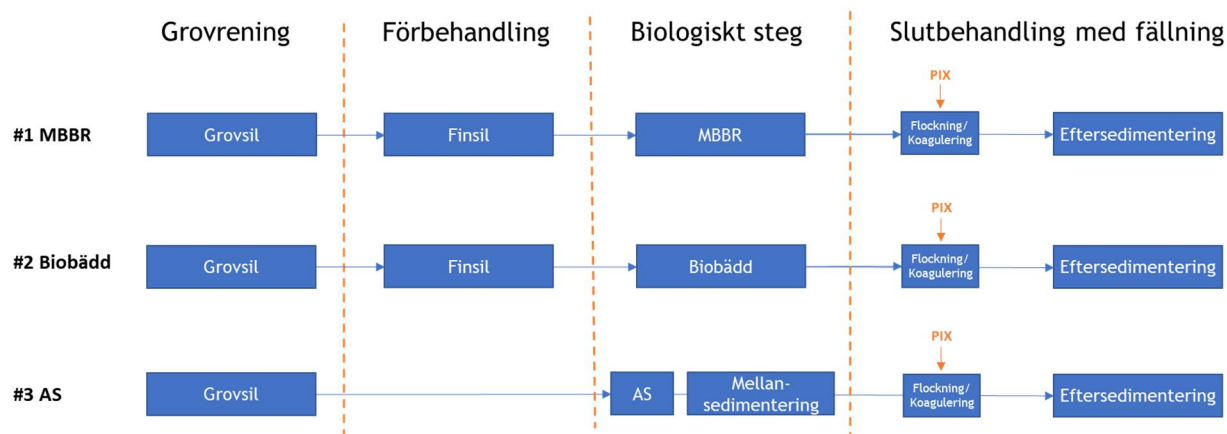 Grovrening
Förbehandling
Biologiskt steg
Slutbehandling med fällning
PIX
#1 MBBR
Grovsil
Finsil
MBBR
Flockning/
Koagulering
Eftersedimentering
PIX
#2 Biobädd
Grovsil
Finsil
Biobädd
Flockning/
Koagulering
Eftersedimentering
PIX
#3 AS
Grovsil
AS
Mellan-
sedimentering
Flockning/
Koagulering
Eftersedimentering